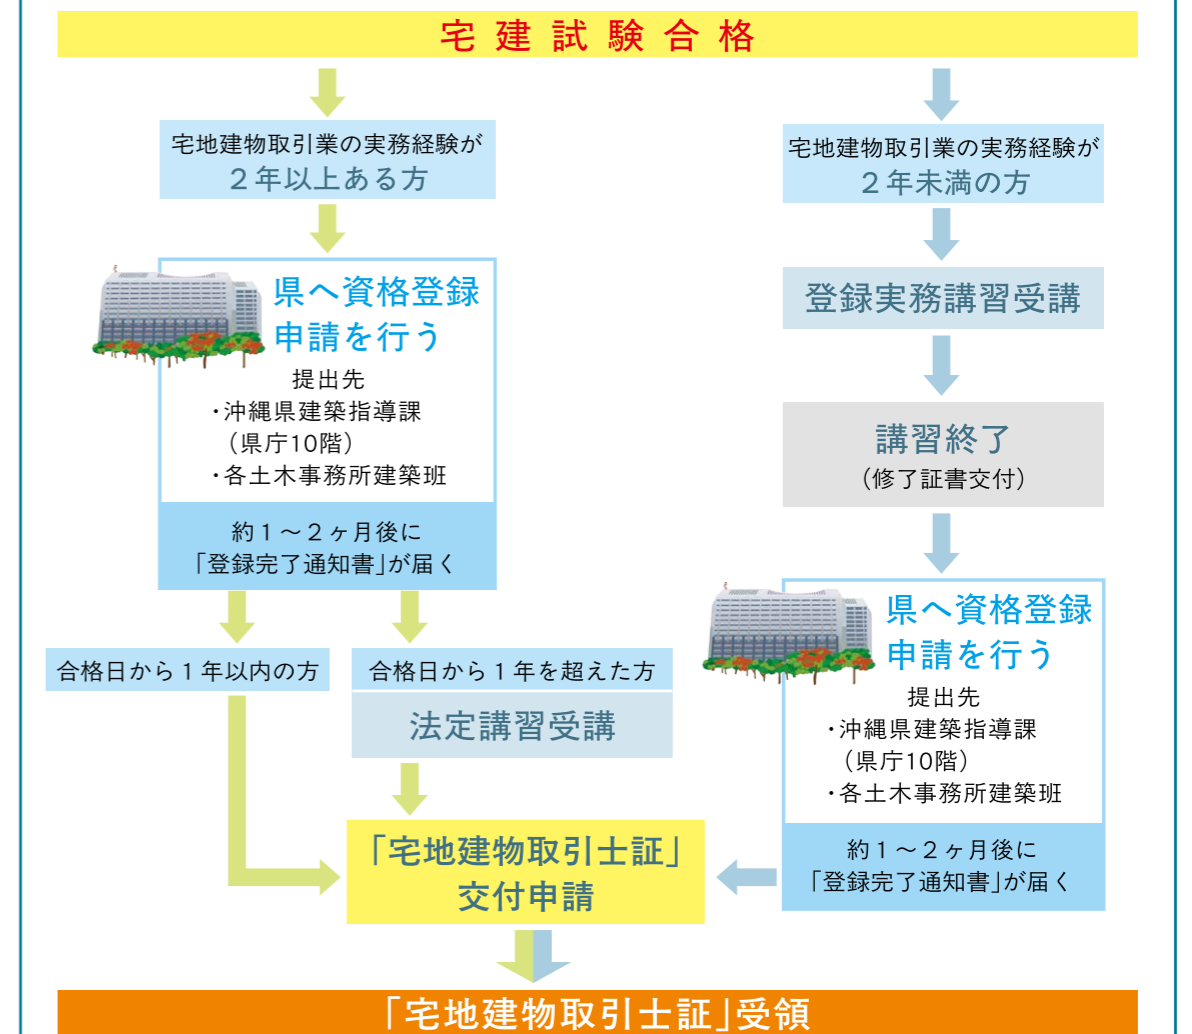 宅建試験合格
宅地建物取引業の実務経験が
２年以上ある方
県へ資格登録
申請を行う
提出先
・沖縄県建築指導課
（県庁10階）
・各土木事務所建築班
約１～２ヶ月後に
「登録完了通知書」が届く
合格日から１年以内の方
合格日から１年を超えた方
法定講習受講
宅地建物取引業の実務経験が
２年未満の方
登録実務講習受講
講習終了
（修了証書交付）
県へ資格登録
申請を行う
提出先
・沖縄県建築指導課
（県庁10階）
・各土木事務所建築班
約１～２ヶ月後に
「登録完了通知書」が届く
「宅地建物取引士証」
交付申請
「宅地建物取引士証」受領